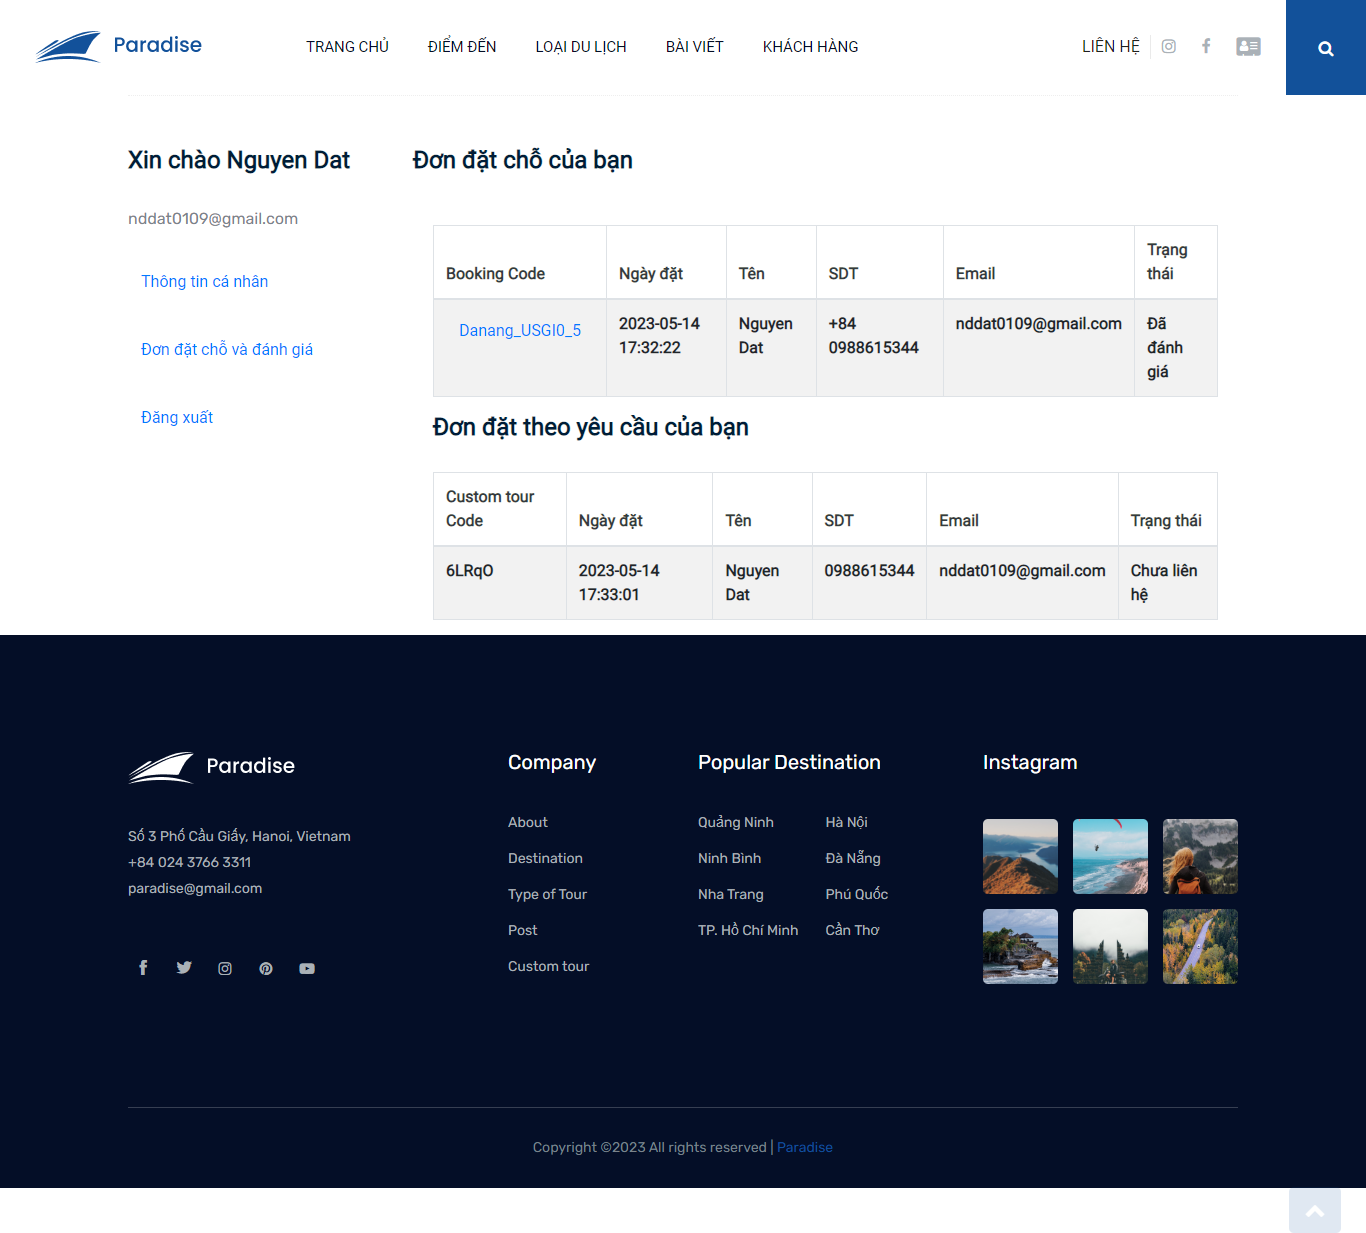 Paradise
TRANG CHỦ ĐIỂM ĐẾN LOẠI DU LỊCH BÀI VIẾT KHÁCH HÀNG LIÊN HỆ
Xin chào Nguyen Dat
nddat0109@gmail.com
Thông tin cá nhân
Đơn đặt chỗ và đánh giá
Đăng xuất
Đơn đặt chỗ của bạn
Booking Code Ngày đặt Tên SDT Email Trạng
thái
Danang_USGI0_5 2023-05-14 Nguyen +84 nddat0109@gmail.com Đã
17:32:22 Dat 0988615344 đánh
giá
Đơn đặt theo yêu cầu của bạn
Custom tour
Code Ngày đặt Tên SDT Email Trạng thái
6LRqO 2023-05-14 Nguyen 0988615344 nddat0109@gmail.com Chưa liên
17:33:01 Dat hệ
Paradise
Số 3 Phố Cầu Giấy, Hanoi, Vietnam
+84 024 3766 3311
paradise@gmail.com
Company
About
Destination
Type of Tour
Post
Custom tour
Popular Destination
Quảng Ninh Hà Nội
Ninh Bình Đà Nẵng
Nha Trang Phú Quốc
TP. Hồ Chí Minh Cần Thơ
Instagram
Copyright ©2023 All rights reserved | Paradise